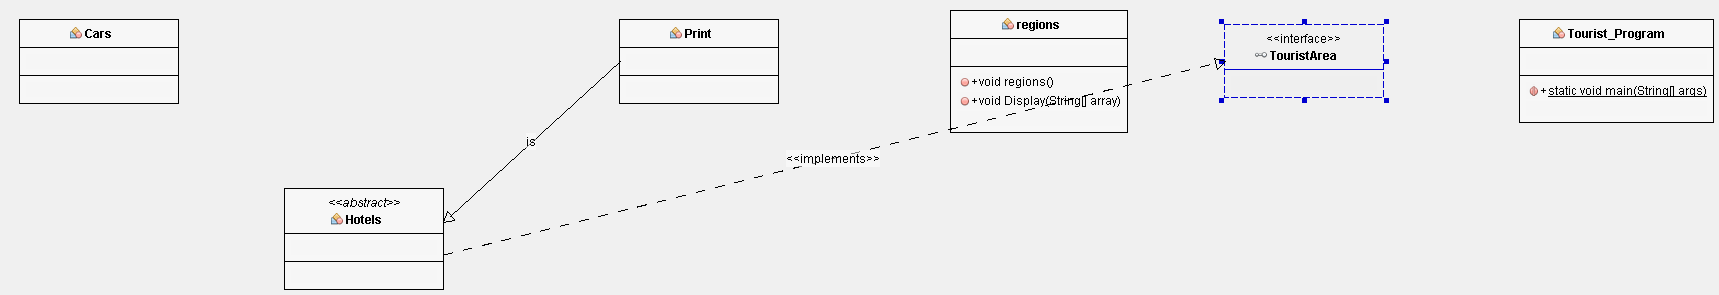 Cars
Print
regions
+void regions()
+void Display(String[] array)
<<interface>>
TouristArea
Tourist_Program
+static void main(String[] args)
is
<<implements>>
<<abstract>>
Hotels